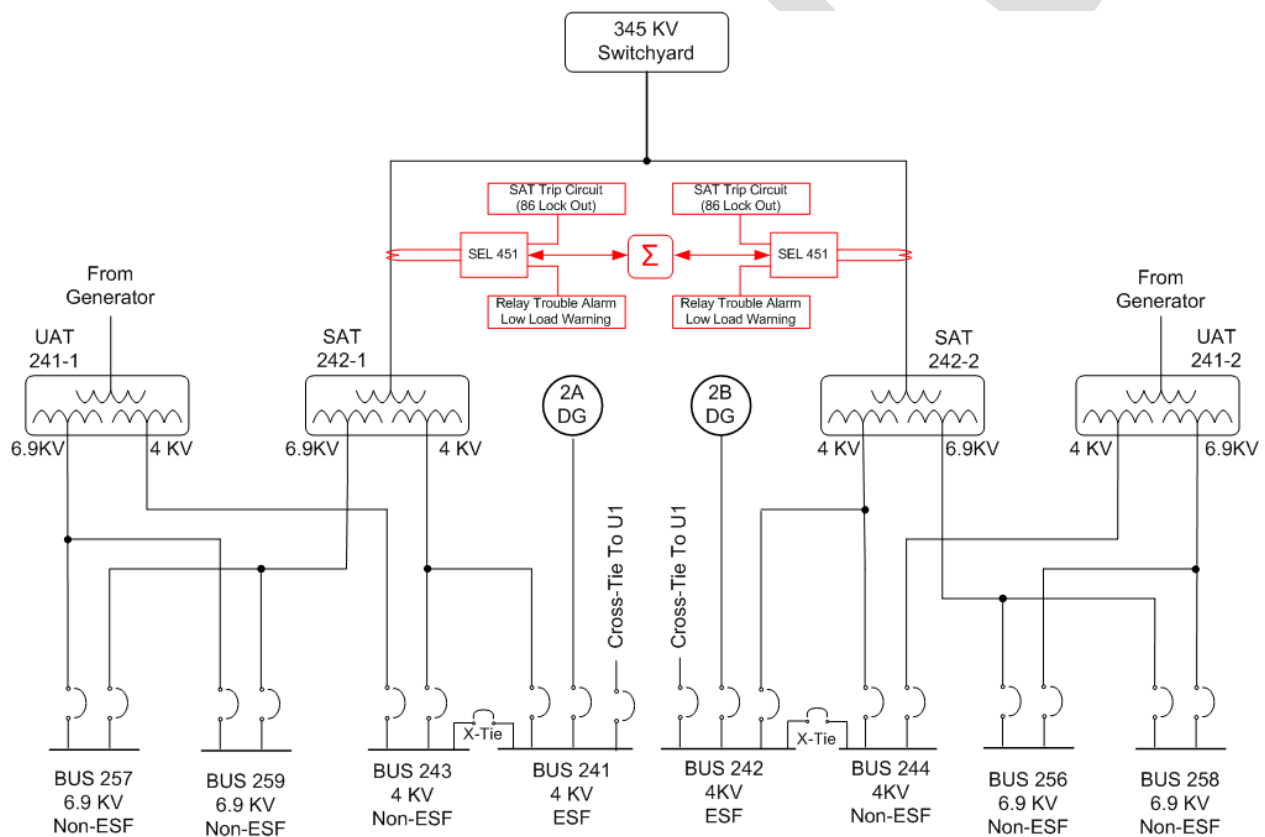 345 KV
Switchyard
SAT Trip Circuit
(86 Lock Out)
SAT Trip Circuit
(86 Lock Out)
SEL 451
Σ
SEL 451
Relay Trouble Alarm
Low Load Warning
Relay Trouble Alarm
Low Load Warning
From
Generator
From
Generator
UAT
241-1
SAT
242-1
2A
DG
2B
DG
SAT
242-2
UAT
241-2
6.9KV
4 KV
6.9KV
4 KV
4 KV
6.9KV
4 KV
6.9KV
Cross-Tie To U1
Cross-Tie To U1
X-Tie
X-Tie
BUS 257
6.9 KV
Non-ESF
BUS 259
6.9 KV
Non-ESF
BUS 243
4 KV
Non-ESF
BUS 241
4 KV
ESF
BUS 242
4KV
ESF
BUS 244
4KV
Non-ESF
BUS 256
6.9 KV
Non-ESF
BUS 258
6.9 KV
Non-ESF